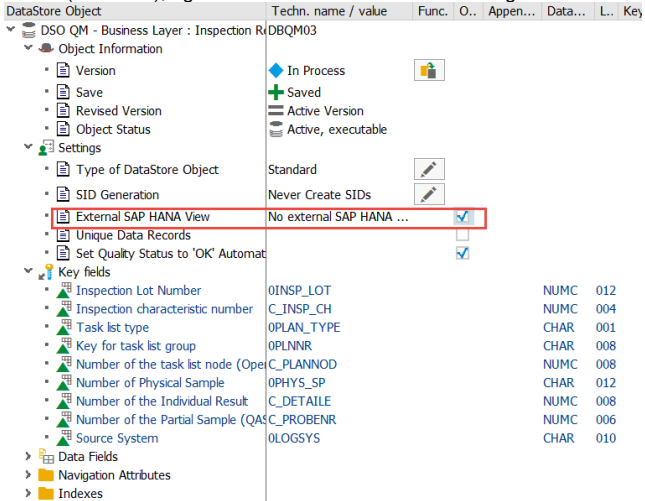 DataStore Object Techn. name / value Func. O.. Appen... Data... L.. Key
DSO QM - Business Layer : Inspection Re DBQM03
Object Information
Version In Process
Save Saved
Revised Version Active Version
Object Status Active, executable
Settings
Type of DataStore Object Standard
SID Generation Never Create SIDs
External SAP HANA View No external SAP HANA ...
Unique Data Records
Set Quality Status to 'OK' Automat
Key fields
Inspection Lot Number 0INSP_LOT NUMC 012
Inspection characteristic number C_INSP_CH NUMC 004
Task list type 0PLAN_TYPE CHAR 001
Key for task list group 0PLNNR CHAR 008
Number of the task list node (Oper C_PLANNOD NUMC 008
Number of Physical Sample 0PHYS_SP CHAR 012
Number of the Individual Result C_DETAILE NUMC 008
Number of the Partial Sample (QAS C_PROBENR NUMC 006
Source System 0LOGSYS CHAR 010
Data Fields
Navigation Attributes
Indexes